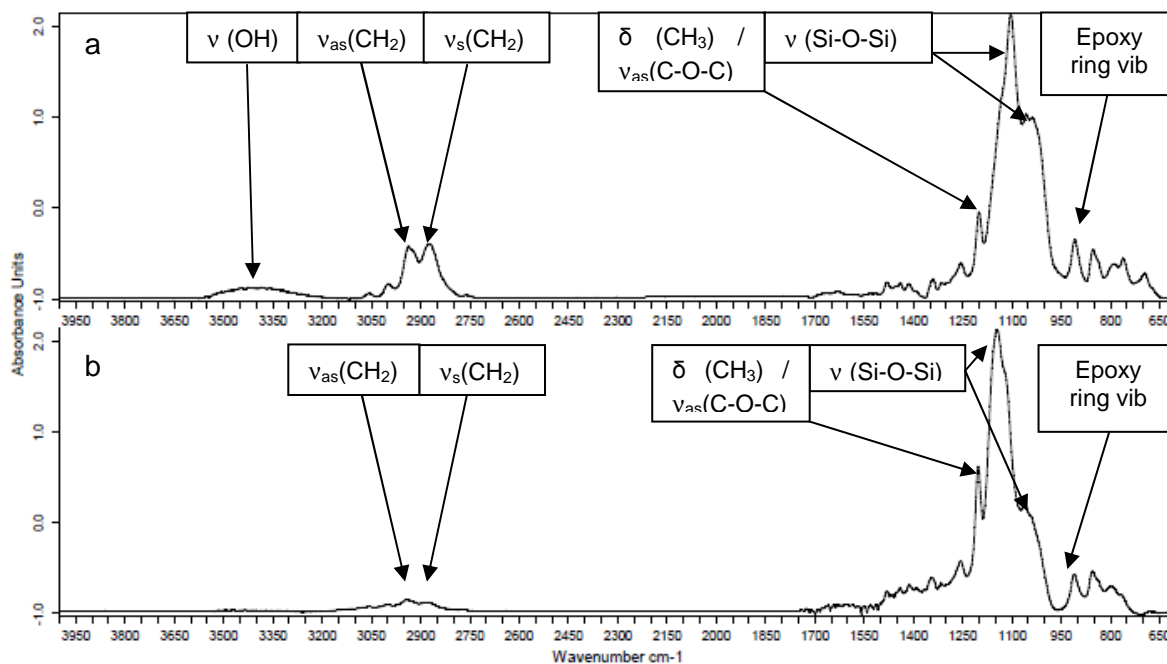 a
ν (OH)
νas(CH2)
νs(CH2)
δ (CH3) /
νas(C-O-C)
ν (Si-O-Si)
Epoxy
ring vib
2.0
1.0
0.0
-1.0
3950 3800 3650 3500 3350 3200 3050 2900 2750 2600 2450 2300 2150 2000 1850 1700 1550 1400 1250 1100 950 800 650
Absorbance Units
b
νas(CH2)
νs(CH2)
δ (CH3) /
νas(C-O-C)
ν (Si-O-Si)
Epoxy
ring vib
2.0
1.0
0.0
-1.0
3950 3800 3650 3500 3350 3200 3050 2900 2750 2600 2450 2300 2150 2000 1850 1700 1550 1400 1250 1100 950 800 650
Wavenumber cm-1